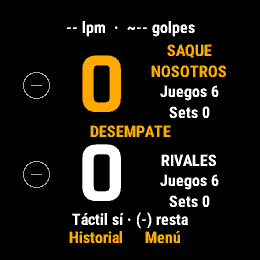 -- lpm · ~-- golpes
SAQUE
NOSOTROS
0
Juegos 6
Sets 0
DESEMPATE
0
RIVALES
Juegos 6
Sets 0
Táctil sí · (-) resta
Historial Menú